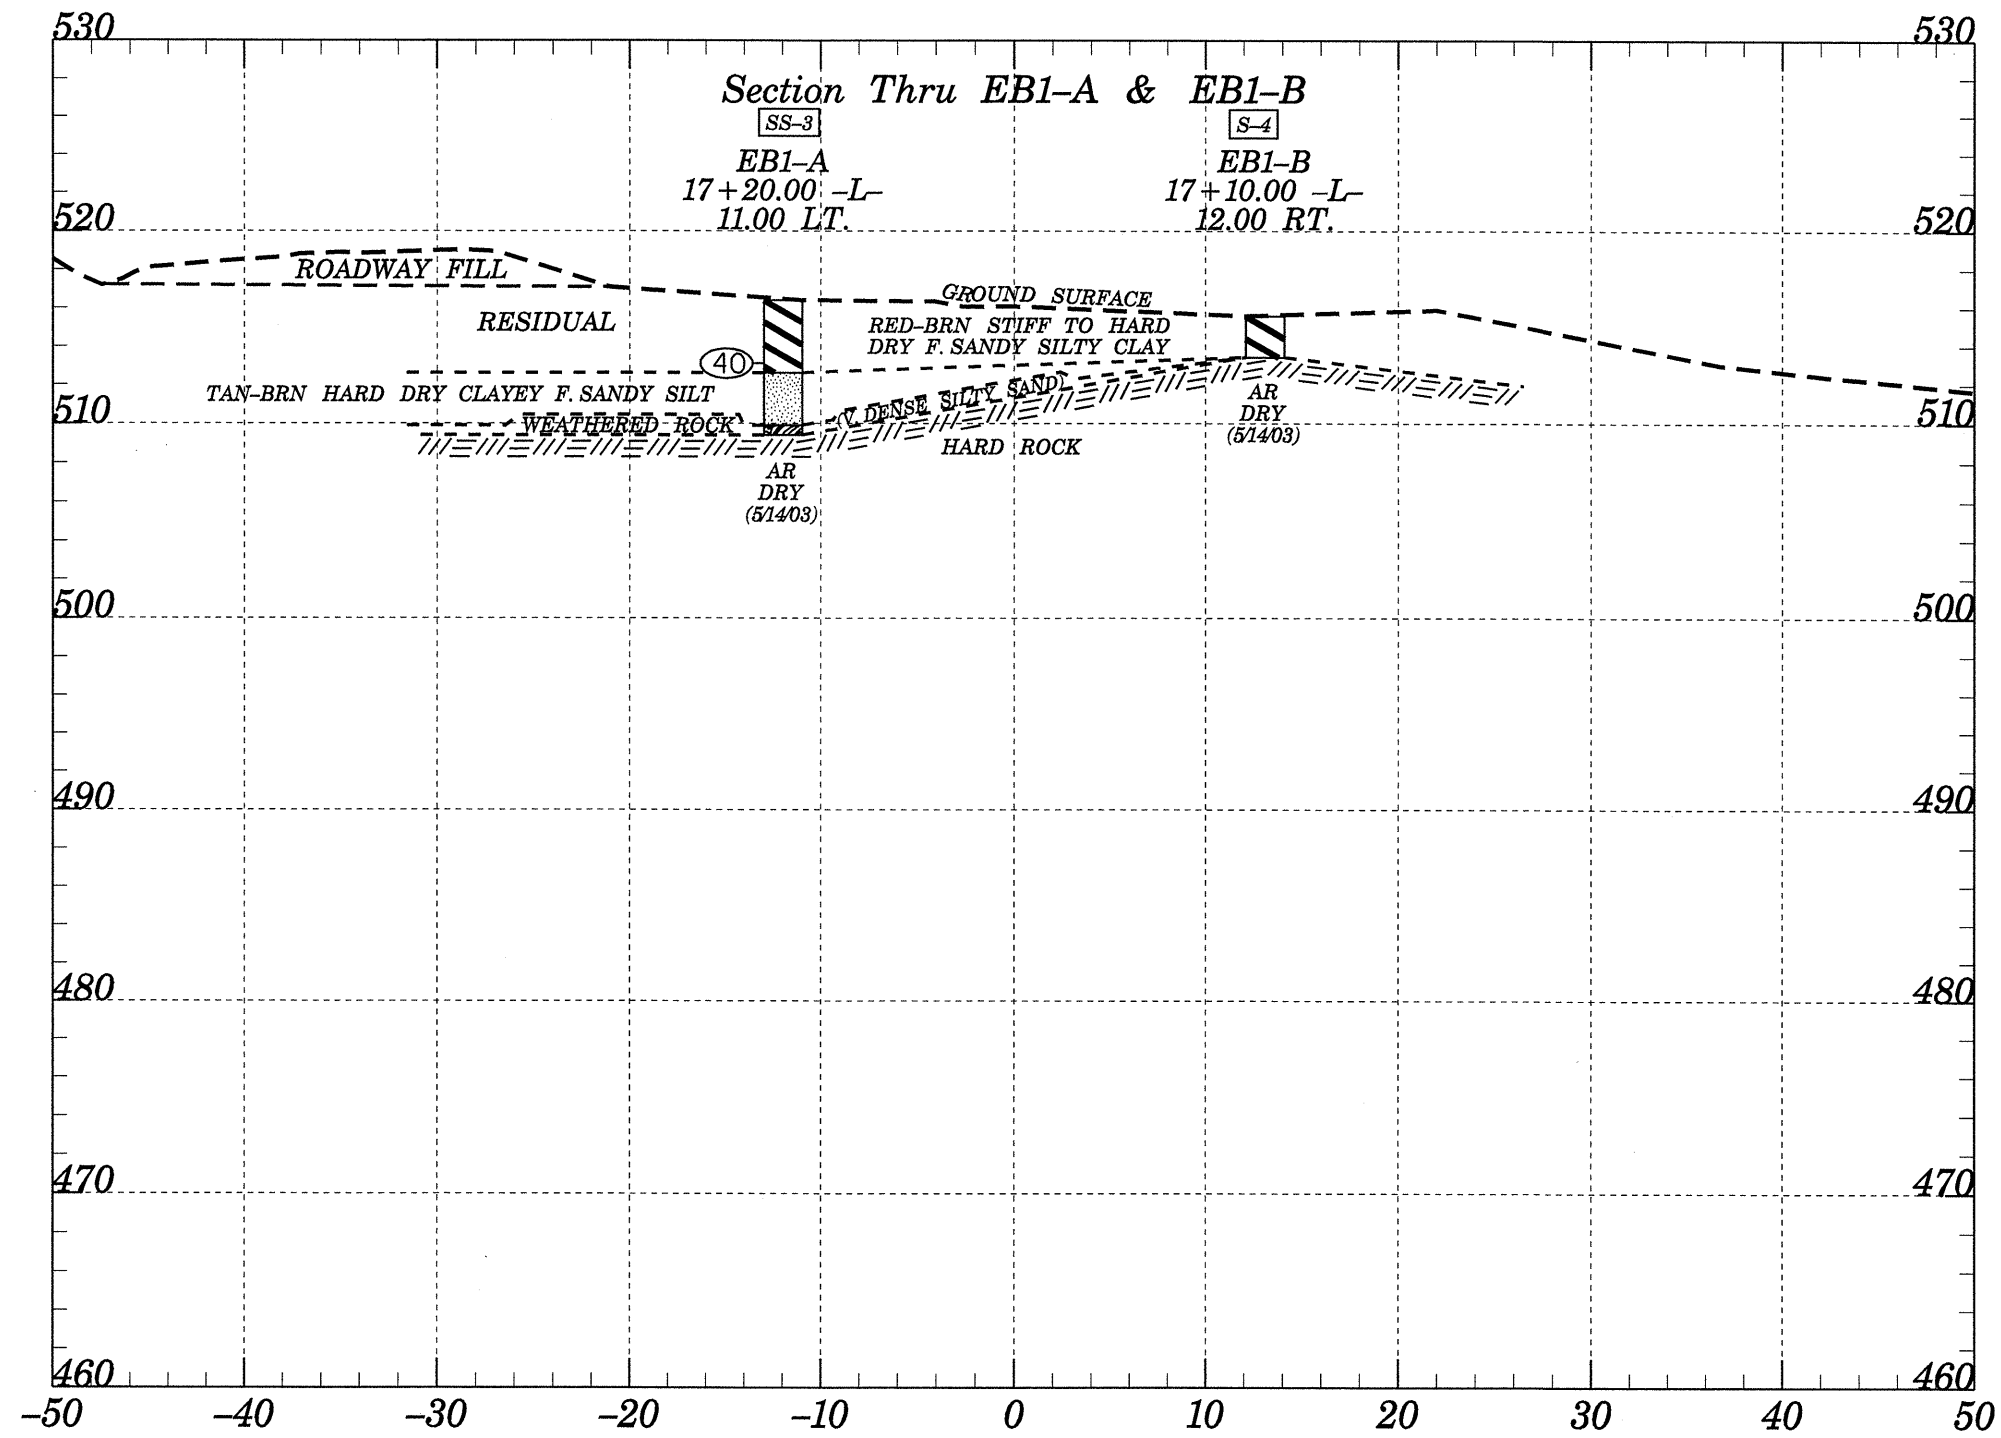 530
530
Section Thru EB1–A & EB1–B
SS–3
S–4
EB1–A
17+20.00 –L–
11.00 LT.
EB1–B
17+10.00 –L–
12.00 RT.
520
520
ROADWAY FILL
GROUND SURFACE
RESIDUAL
RED–BRN STIFF TO HARD
DRY F. SANDY SILTY CLAY
40
TAN–BRN HARD DRY CLAYEY F. SANDY SILT
(V. DENSE SILTY SAND)
510
510
WEATHERED ROCK
HARD ROCK
AR
DRY
(5/14/03)
AR
DRY
(5/14/03)
500
500
490
490
480
480
470
470
460
460
–50
–40
–30
–20
–10
0
10
20
30
40
50